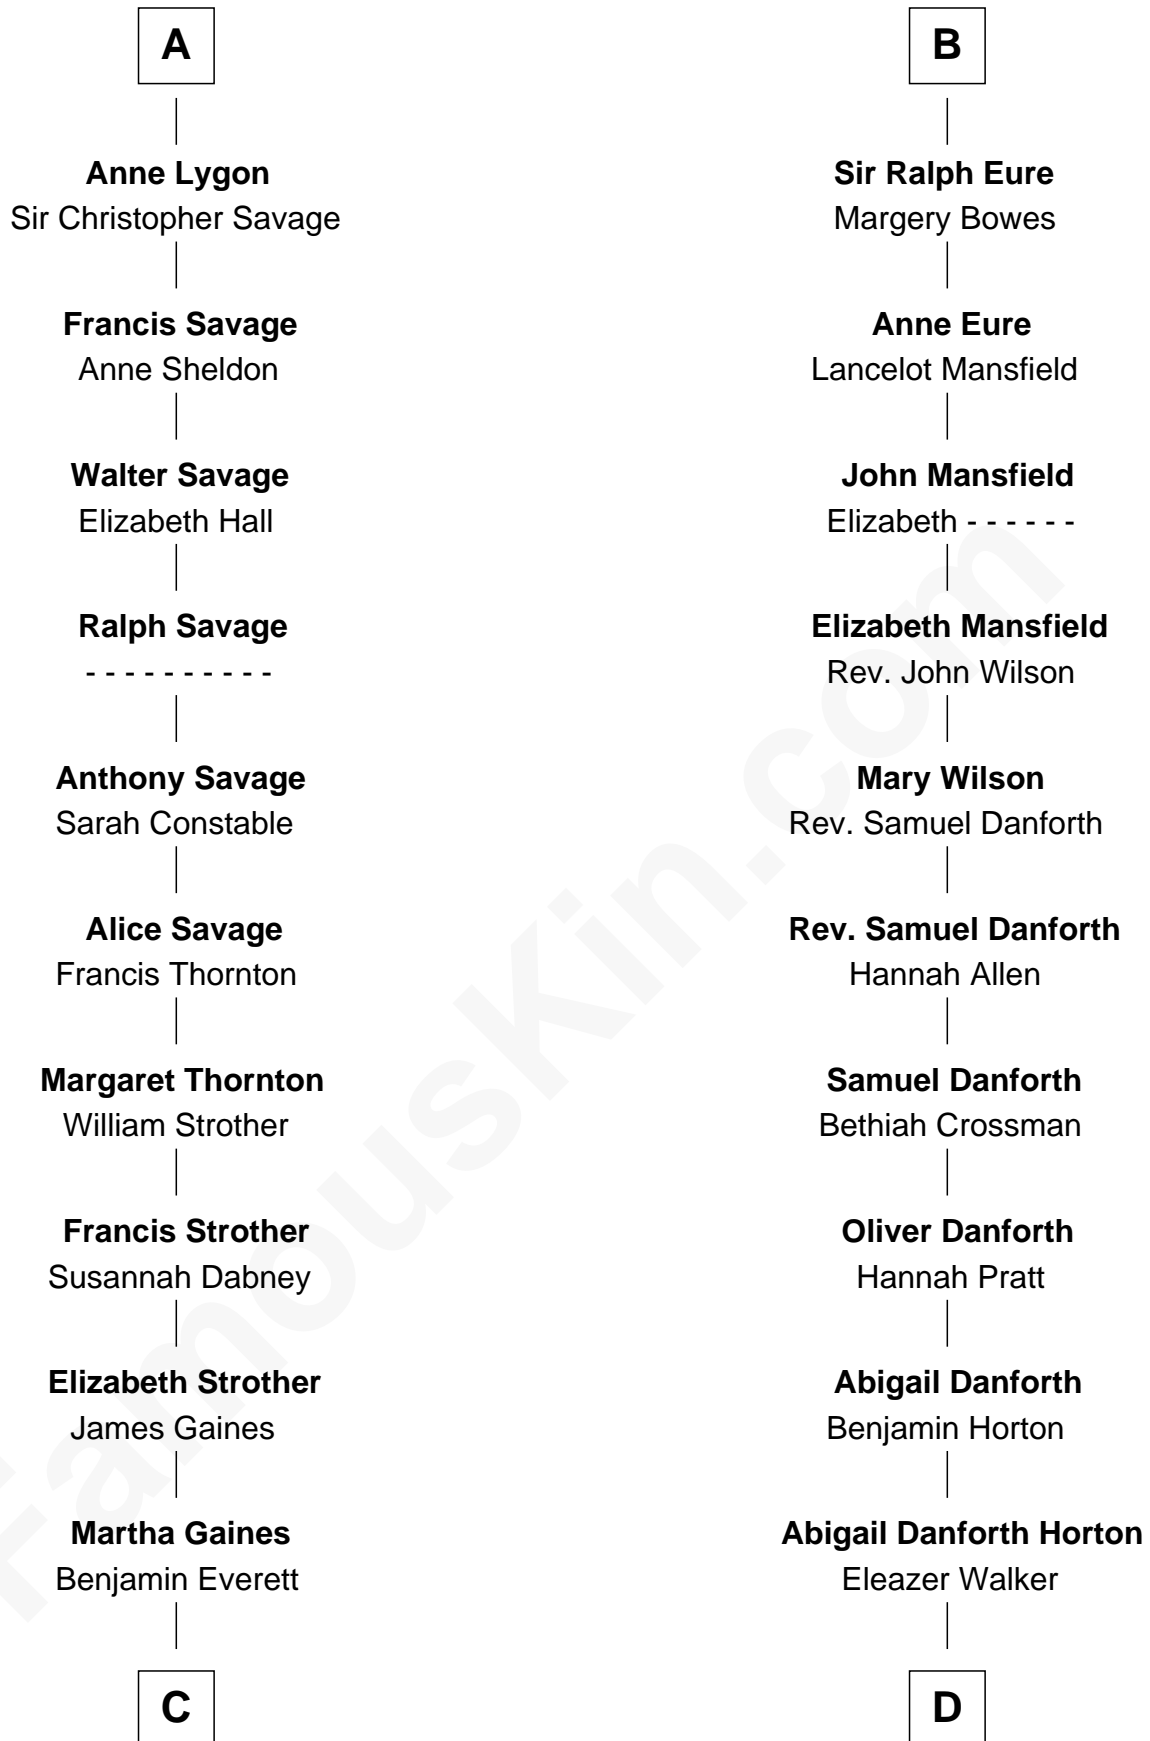 A
Anne Lygon
Sir Christopher Savage
Francis Savage
Anne Sheldon
Walter Savage
Elizabeth Hall
Ralph Savage
- - - - - - - - - -
Anthony Savage
Sarah Constable
Alice Savage
Francis Thornton
Margaret Thornton
William Strother
Francis Strother
Susannah Dabney
Elizabeth Strother
James Gaines
Martha Gaines
Benjamin Everett
C
B
Sir Ralph Eure
Margery Bowes
Anne Eure
Lancelot Mansfield
John Mansfield
Elizabeth - - - - - -
Elizabeth Mansfield
Rev. John Wilson
Mary Wilson
Rev. Samuel Danforth
Rev. Samuel Danforth
Hannah Allen
Samuel Danforth
Bethiah Crossman
Oliver Danforth
Hannah Pratt
Abigail Danforth
Benjamin Horton
Abigail Danforth Horton
Eleazer Walker
D
FamousKin.com